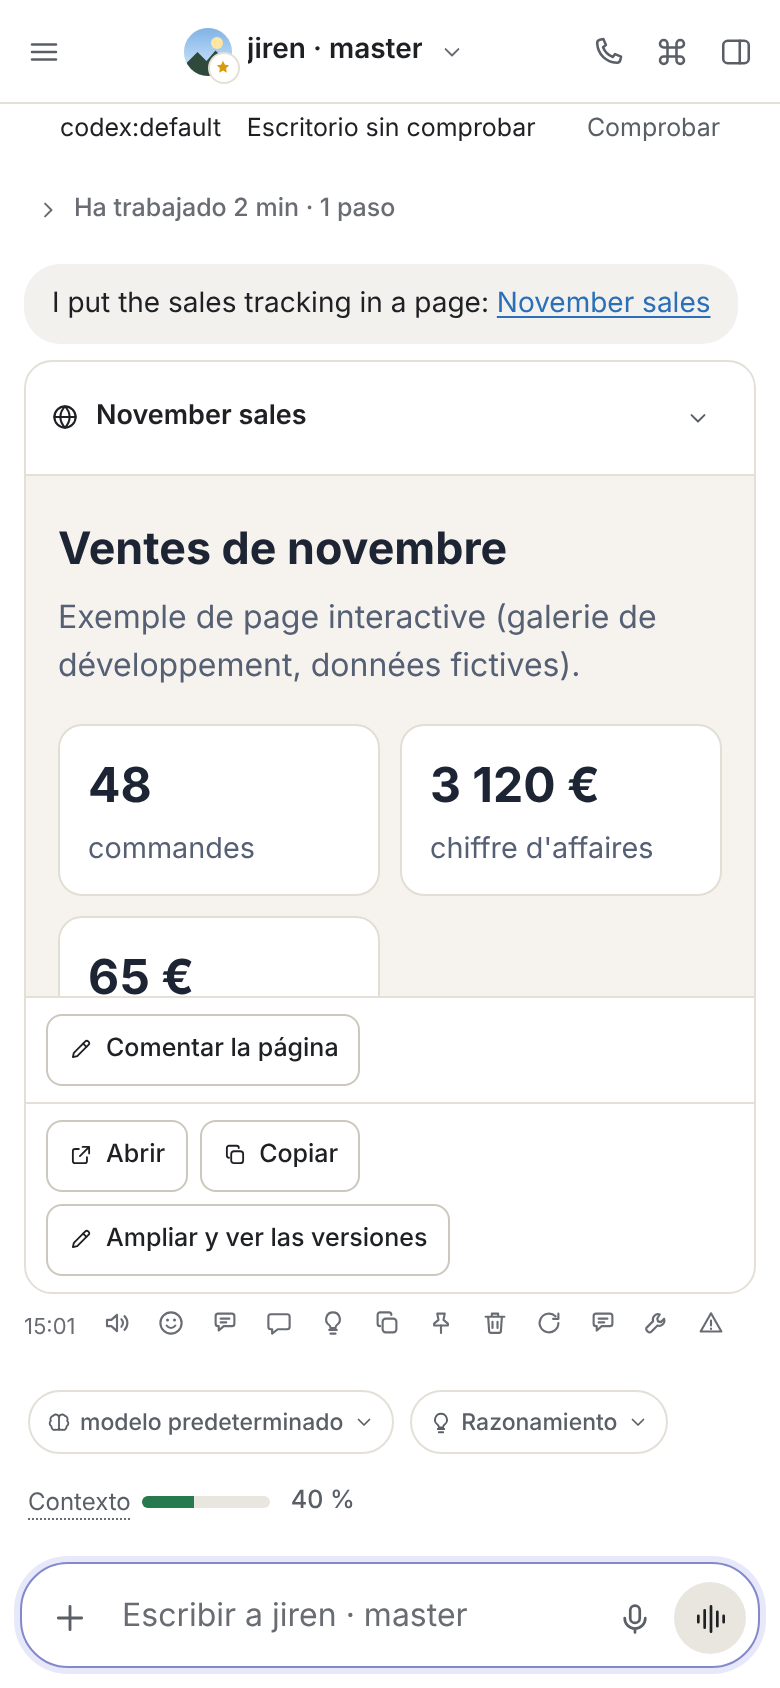 jiren · master
codex:default Escritorio sin comprobar Comprobar
Ha trabajado 2 min · 1 paso
I put the sales tracking in a page: November sales
November sales
Ventes de novembre
Exemple de page interactive (galerie de
développement, données fictives).
48
commandes
3 120 €
chiffre d'affaires
65 €
Comentar la página
Abrir
Copiar
Ampliar y ver las versiones
15:01
modelo predeterminado
Razonamiento
Contexto 40 %
Escribir a jiren · master